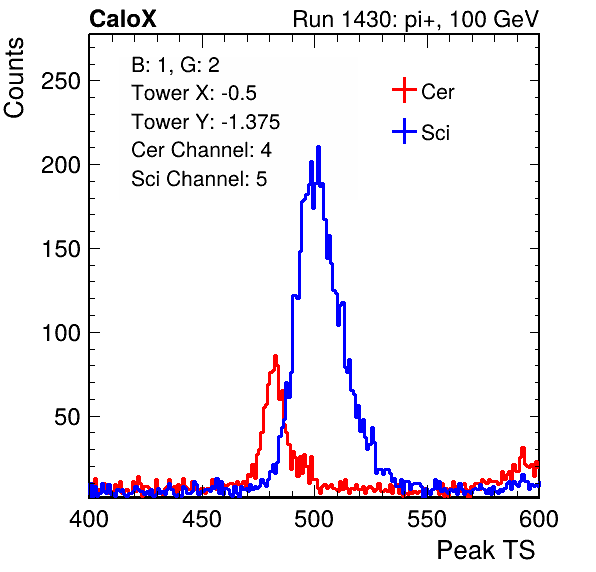 CaloX Run 1430: pi+, 100 GeV
Counts
B: 1, G: 2
Tower X: -0.5
Tower Y: -1.375
Cer Channel: 4
Sci Channel: 5
Cer
Sci
250
200
150
100
50
400 450 500 550 600
Peak TS